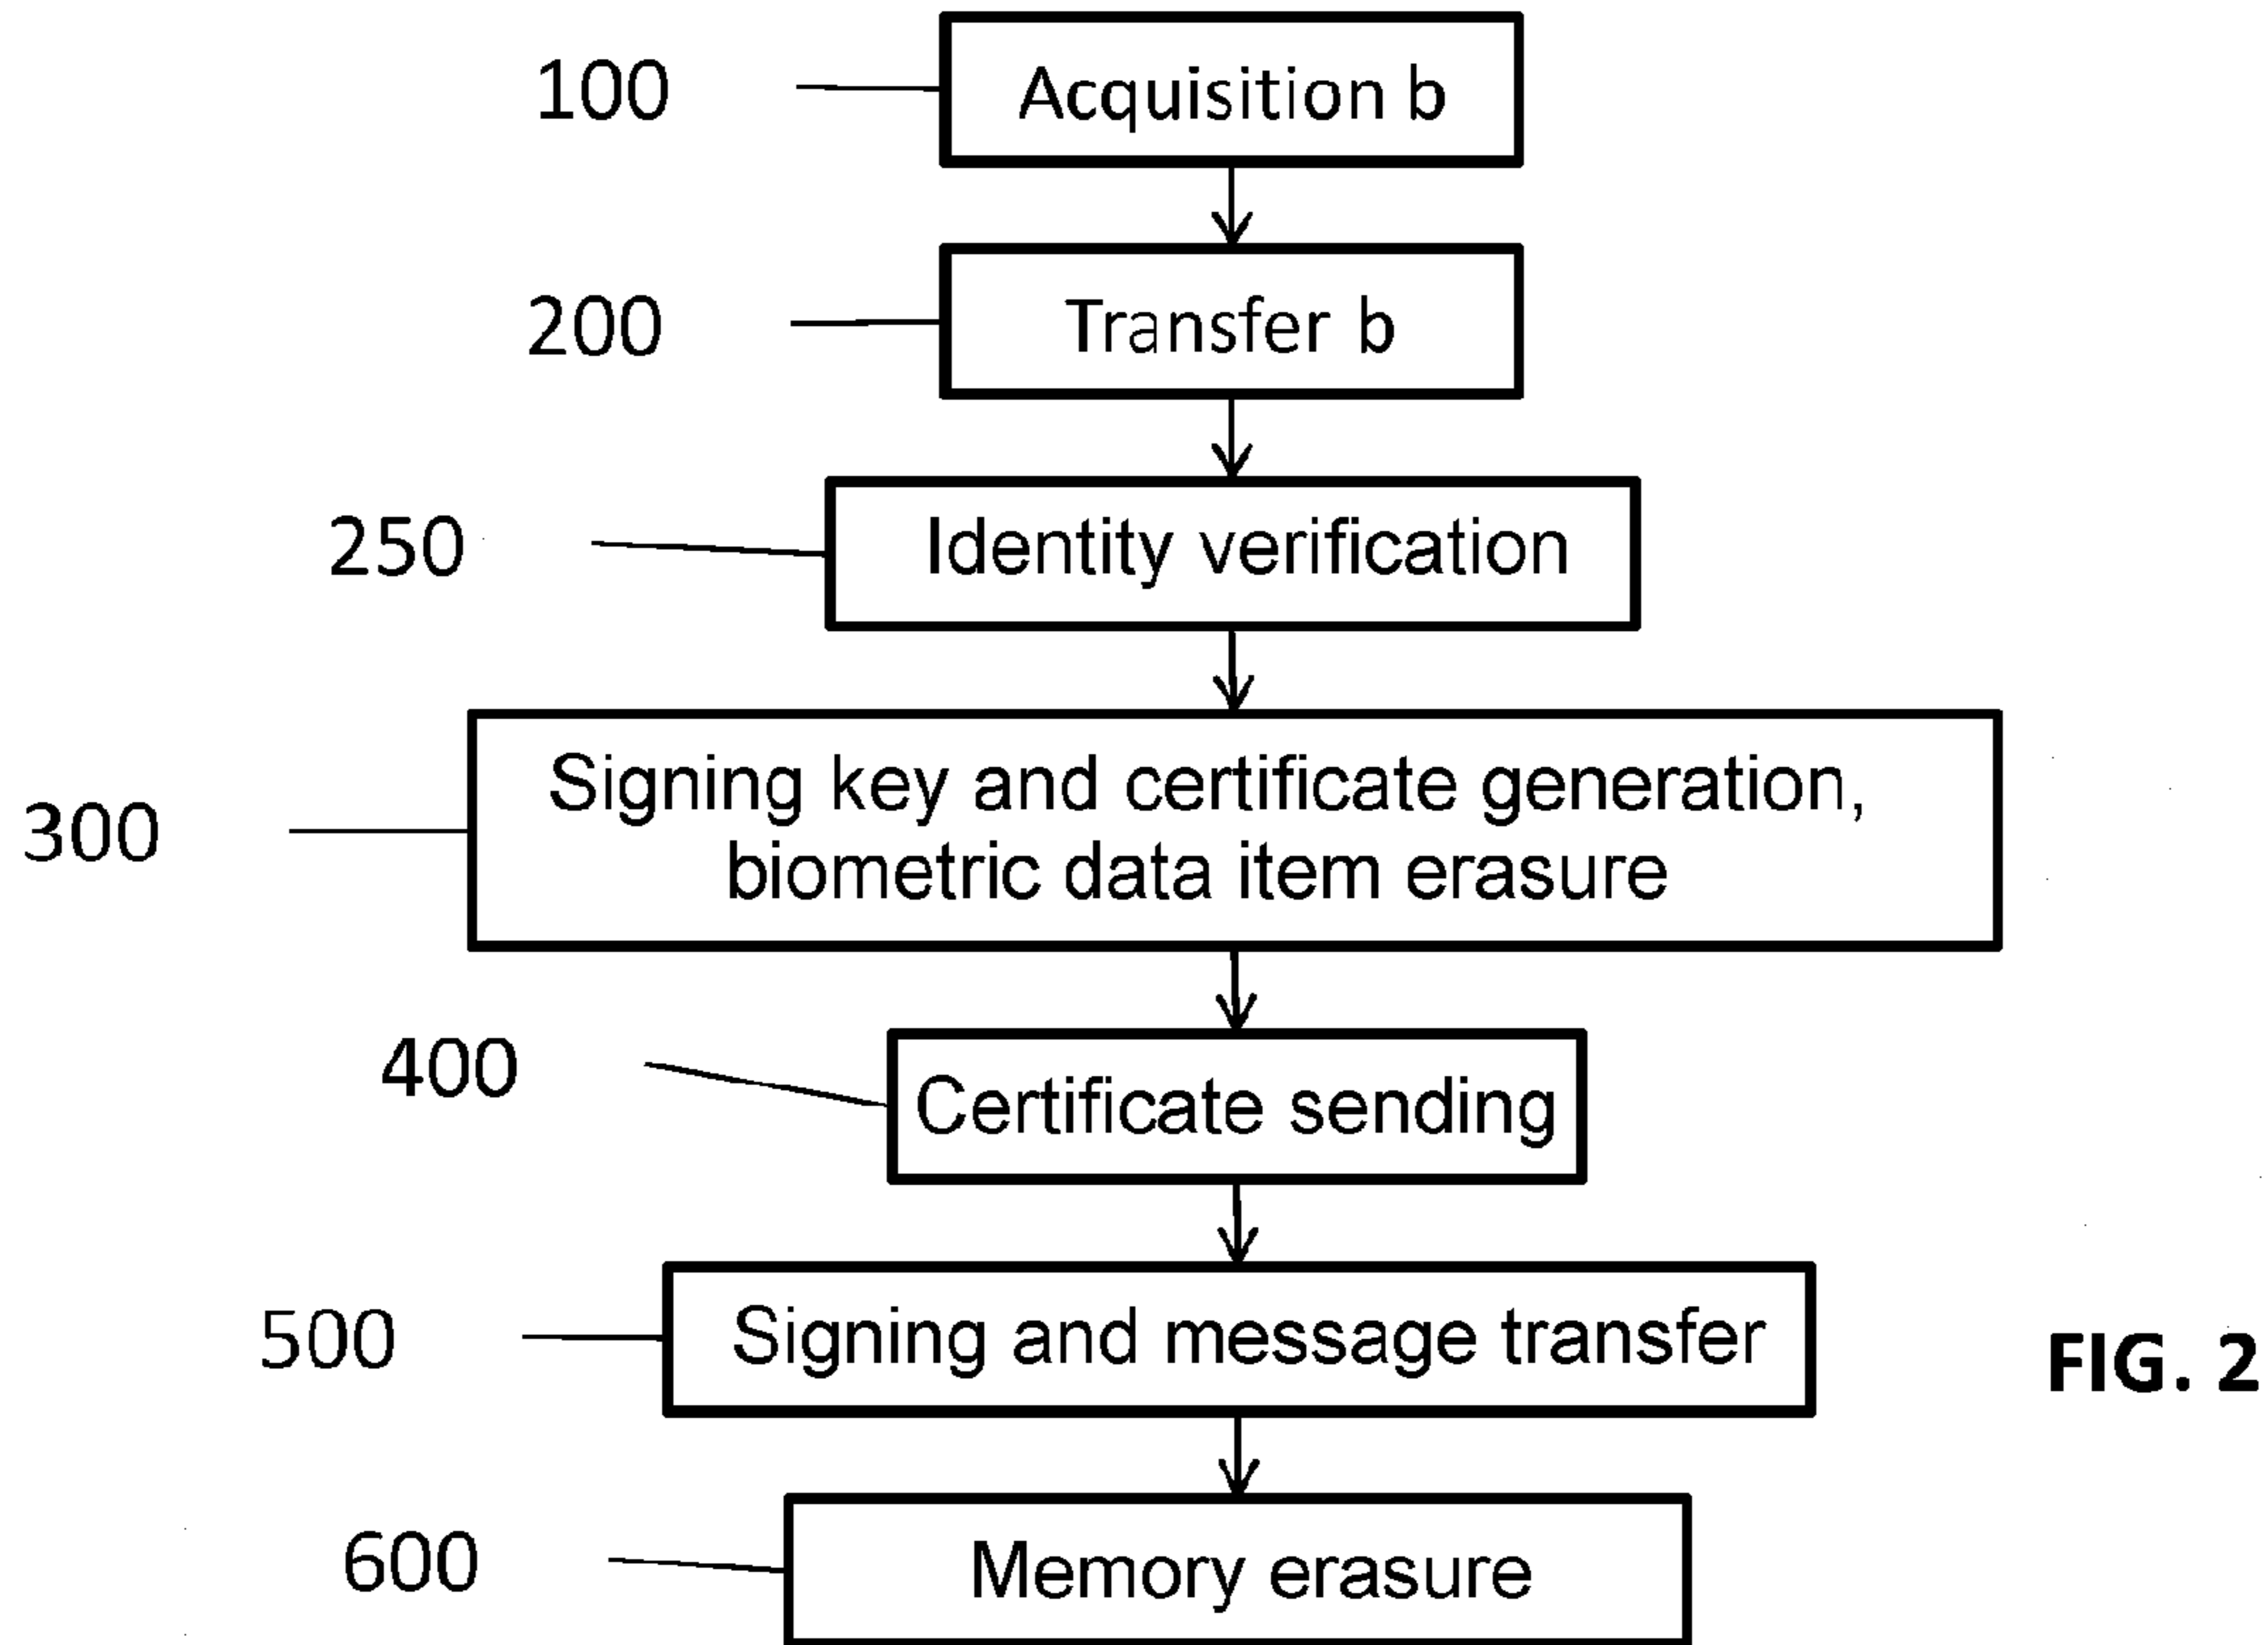 100
Acquisition b
200
Transfer b
250
Identity verification
300
Signing key and certificate generation,
biometric data item erasure
400
Certificate sending
500
Signing and message transfer
FIG. 2
600
Memory erasure